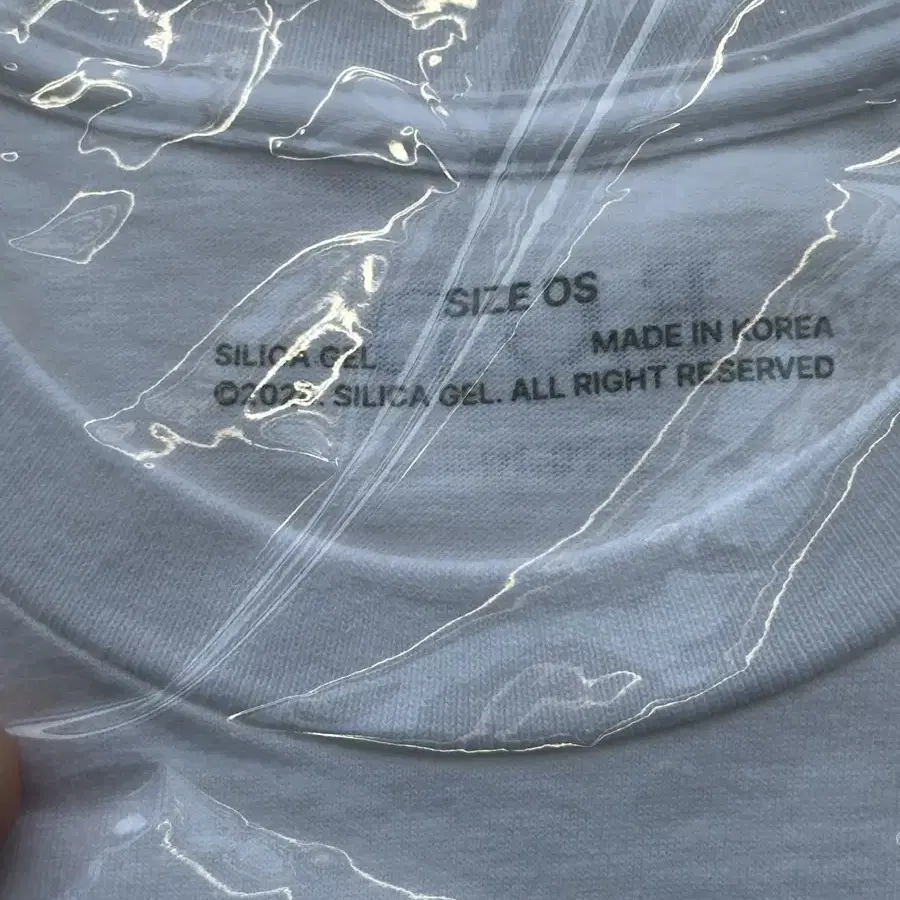 SIZE OS
SILICA GEL
MADE IN KOREA
SILICA GEL. ALL RIGHT RESERVED